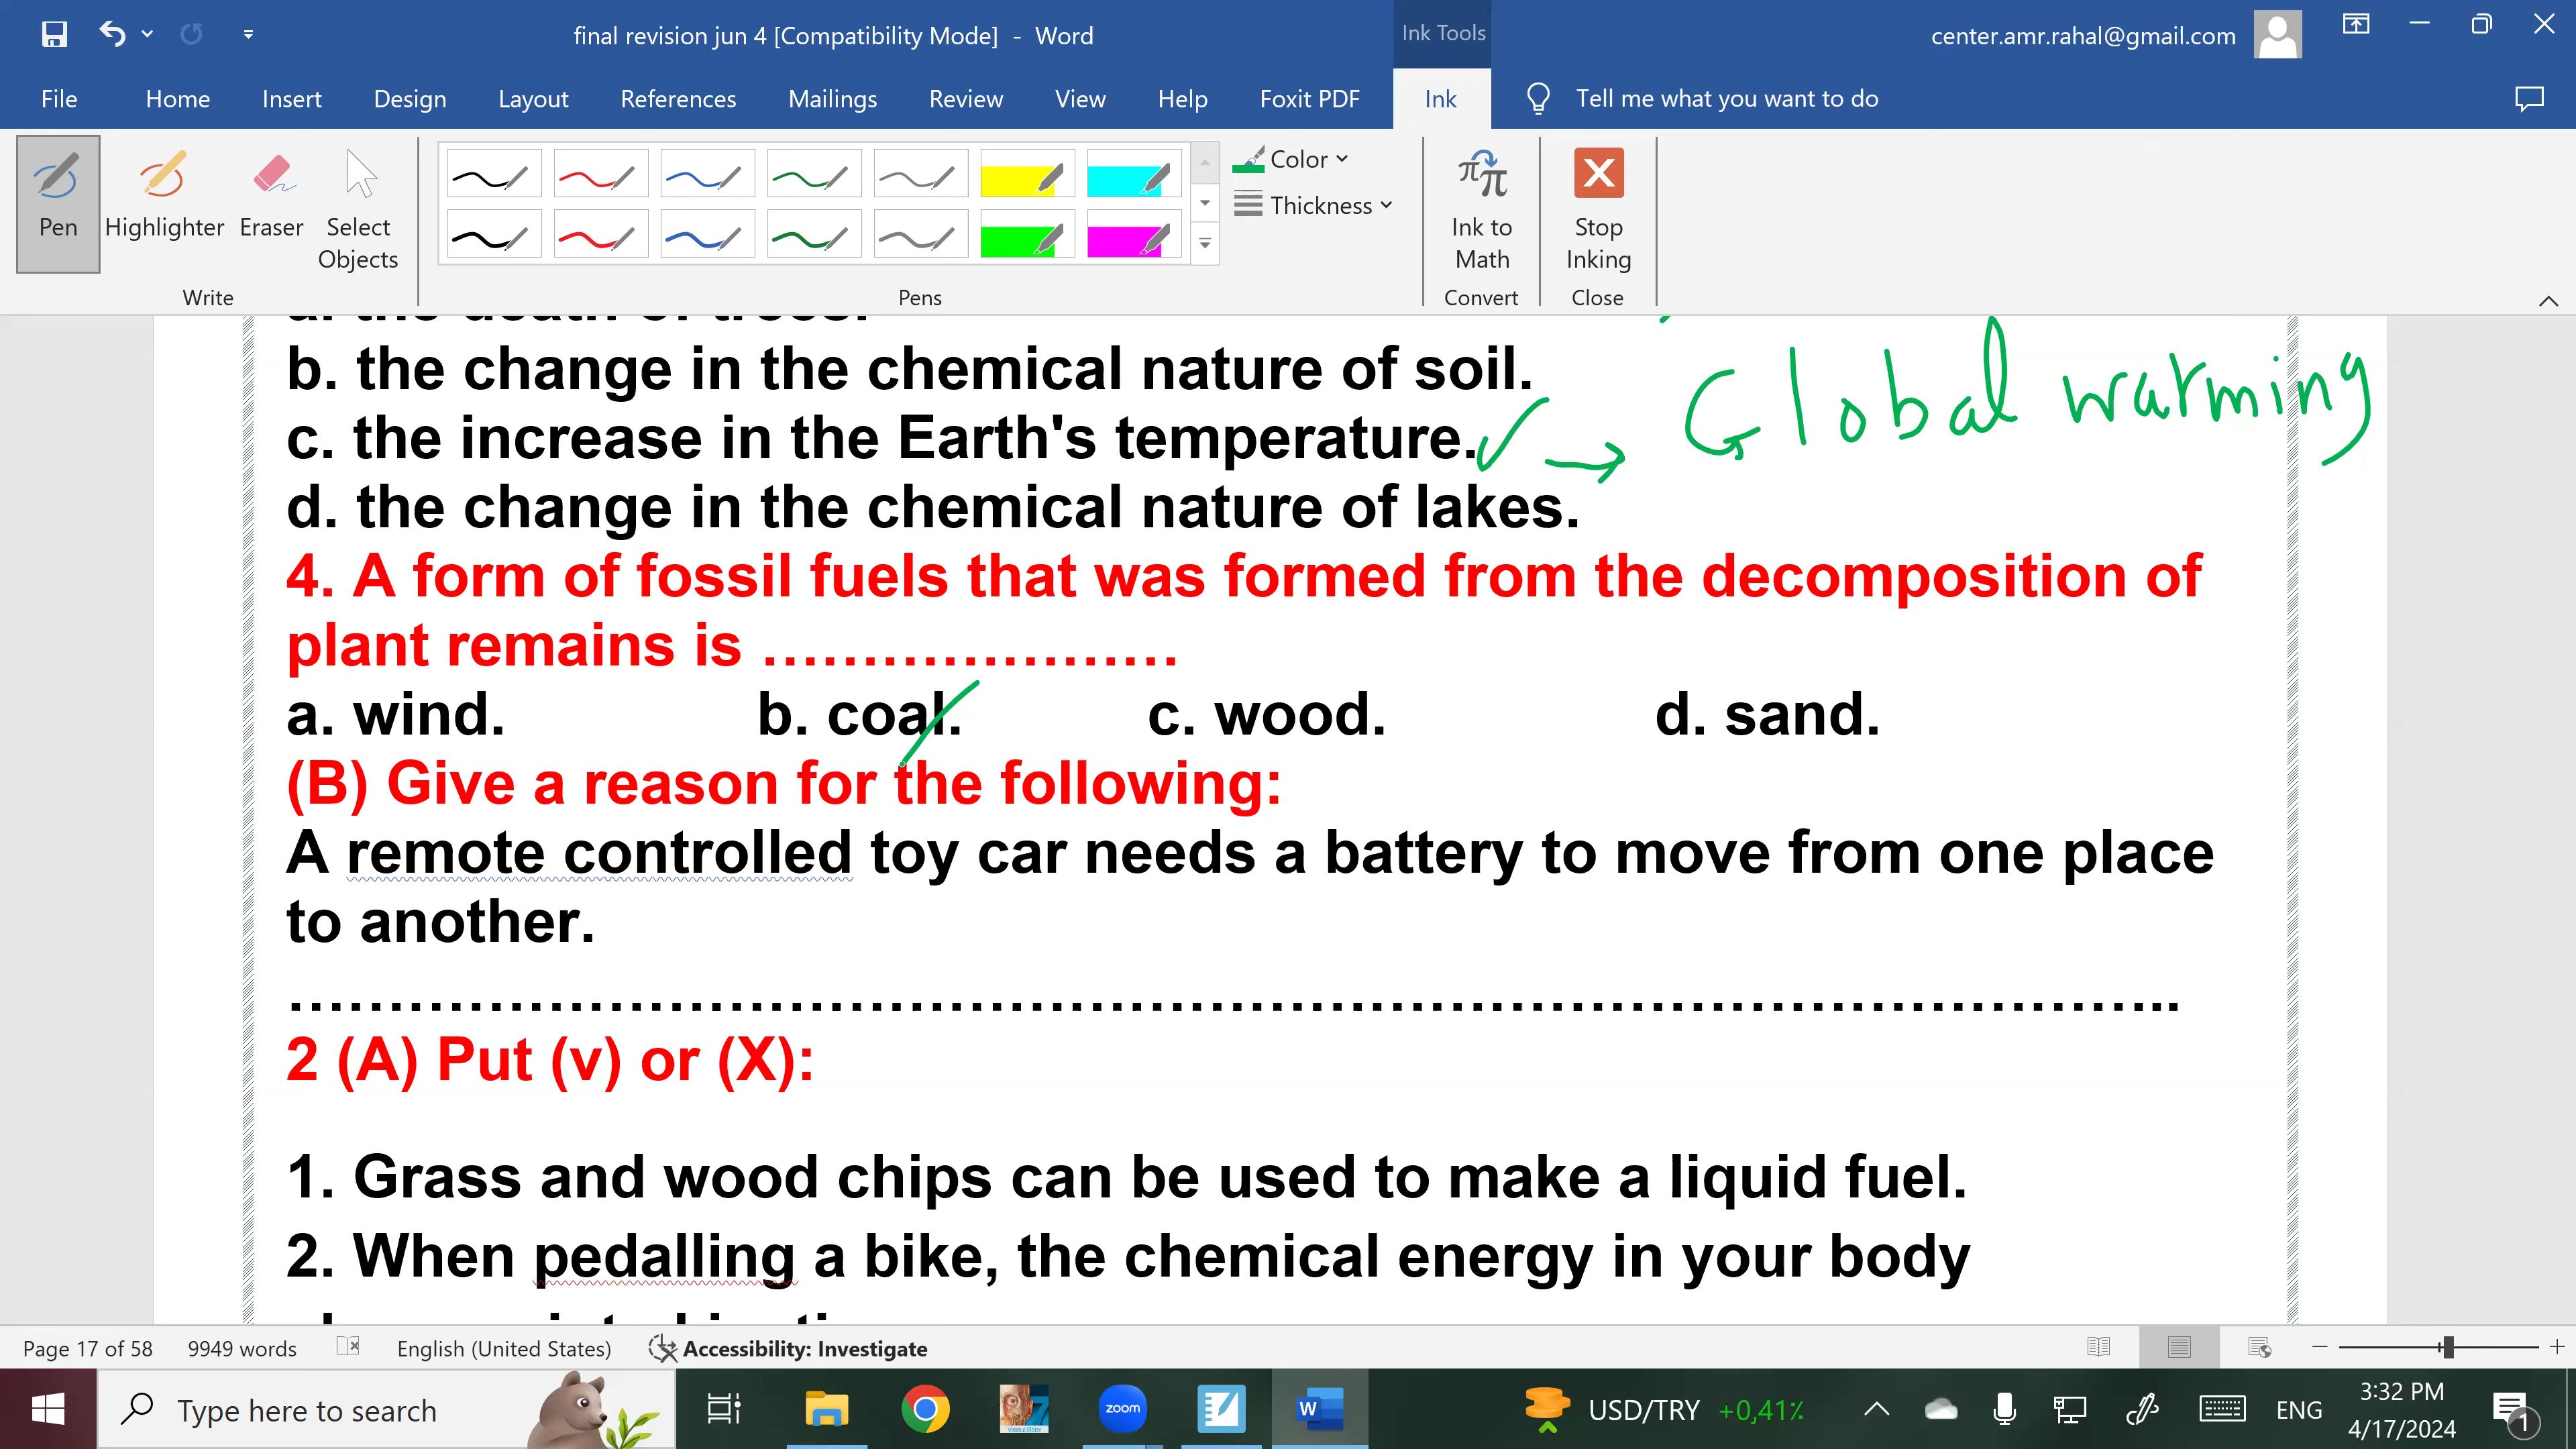 final revision jun 4 [Compatibility Mode] - Word
Ink Tools
center.amr.rahal@gmail.com
File Home Insert Design Layout References Mailings Review View Help Foxit PDF Ink Tell me what you want to do
Pen Highlighter Eraser Select Objects
Color
Thickness
Ink to Math
Stop Inking
Write Pens Convert Close
a. the death of trees.
b. the change in the chemical nature of soil.
Global warming
c. the increase in the Earth's temperature.
d. the change in the chemical nature of lakes.
4. A form of fossil fuels that was formed from the decomposition of
plant remains is …………………
a. wind. b. coal. c. wood. d. sand.
(B) Give a reason for the following:
A remote controlled toy car needs a battery to move from one place
to another.
…………………………………………………………………………………..
2 (A) Put (v) or (X):
1. Grass and wood chips can be used to make a liquid fuel.
2. When pedalling a bike, the chemical energy in your body
Page 17 of 58 9949 words English (United States) Accessibility: Investigate
Type here to search
zoom
W
USD/TRY +0,41%
ENG
3:32 PM
4/17/2024
1